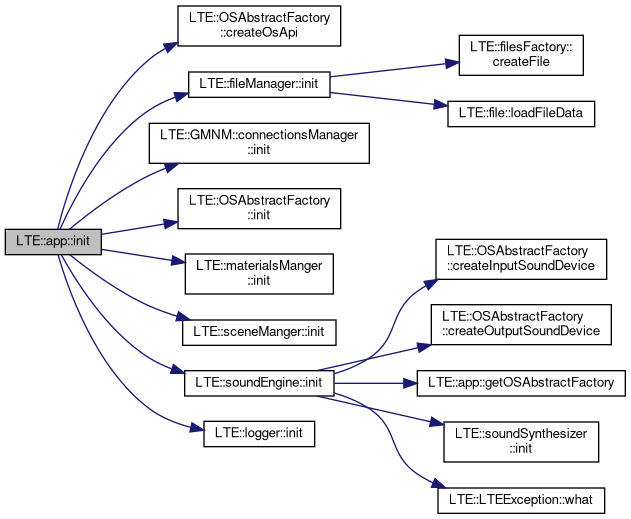 LTE::app::init
LTE::OSAbstractFactory
::createOsApi
LTE::fileManager::init
LTE::filesFactory::
createFile
LTE::file::loadFileData
LTE::GMNM::connectionsManager
::init
LTE::OSAbstractFactory
::init
LTE::materialsManger
::init
LTE::sceneManger::init
LTE::soundEngine::init
LTE::OSAbstractFactory
::createInputSoundDevice
LTE::OSAbstractFactory
::createOutputSoundDevice
LTE::app::getOSAbstractFactory
LTE::soundSynthesizer
::init
LTE::LTEException::what
LTE::logger::init